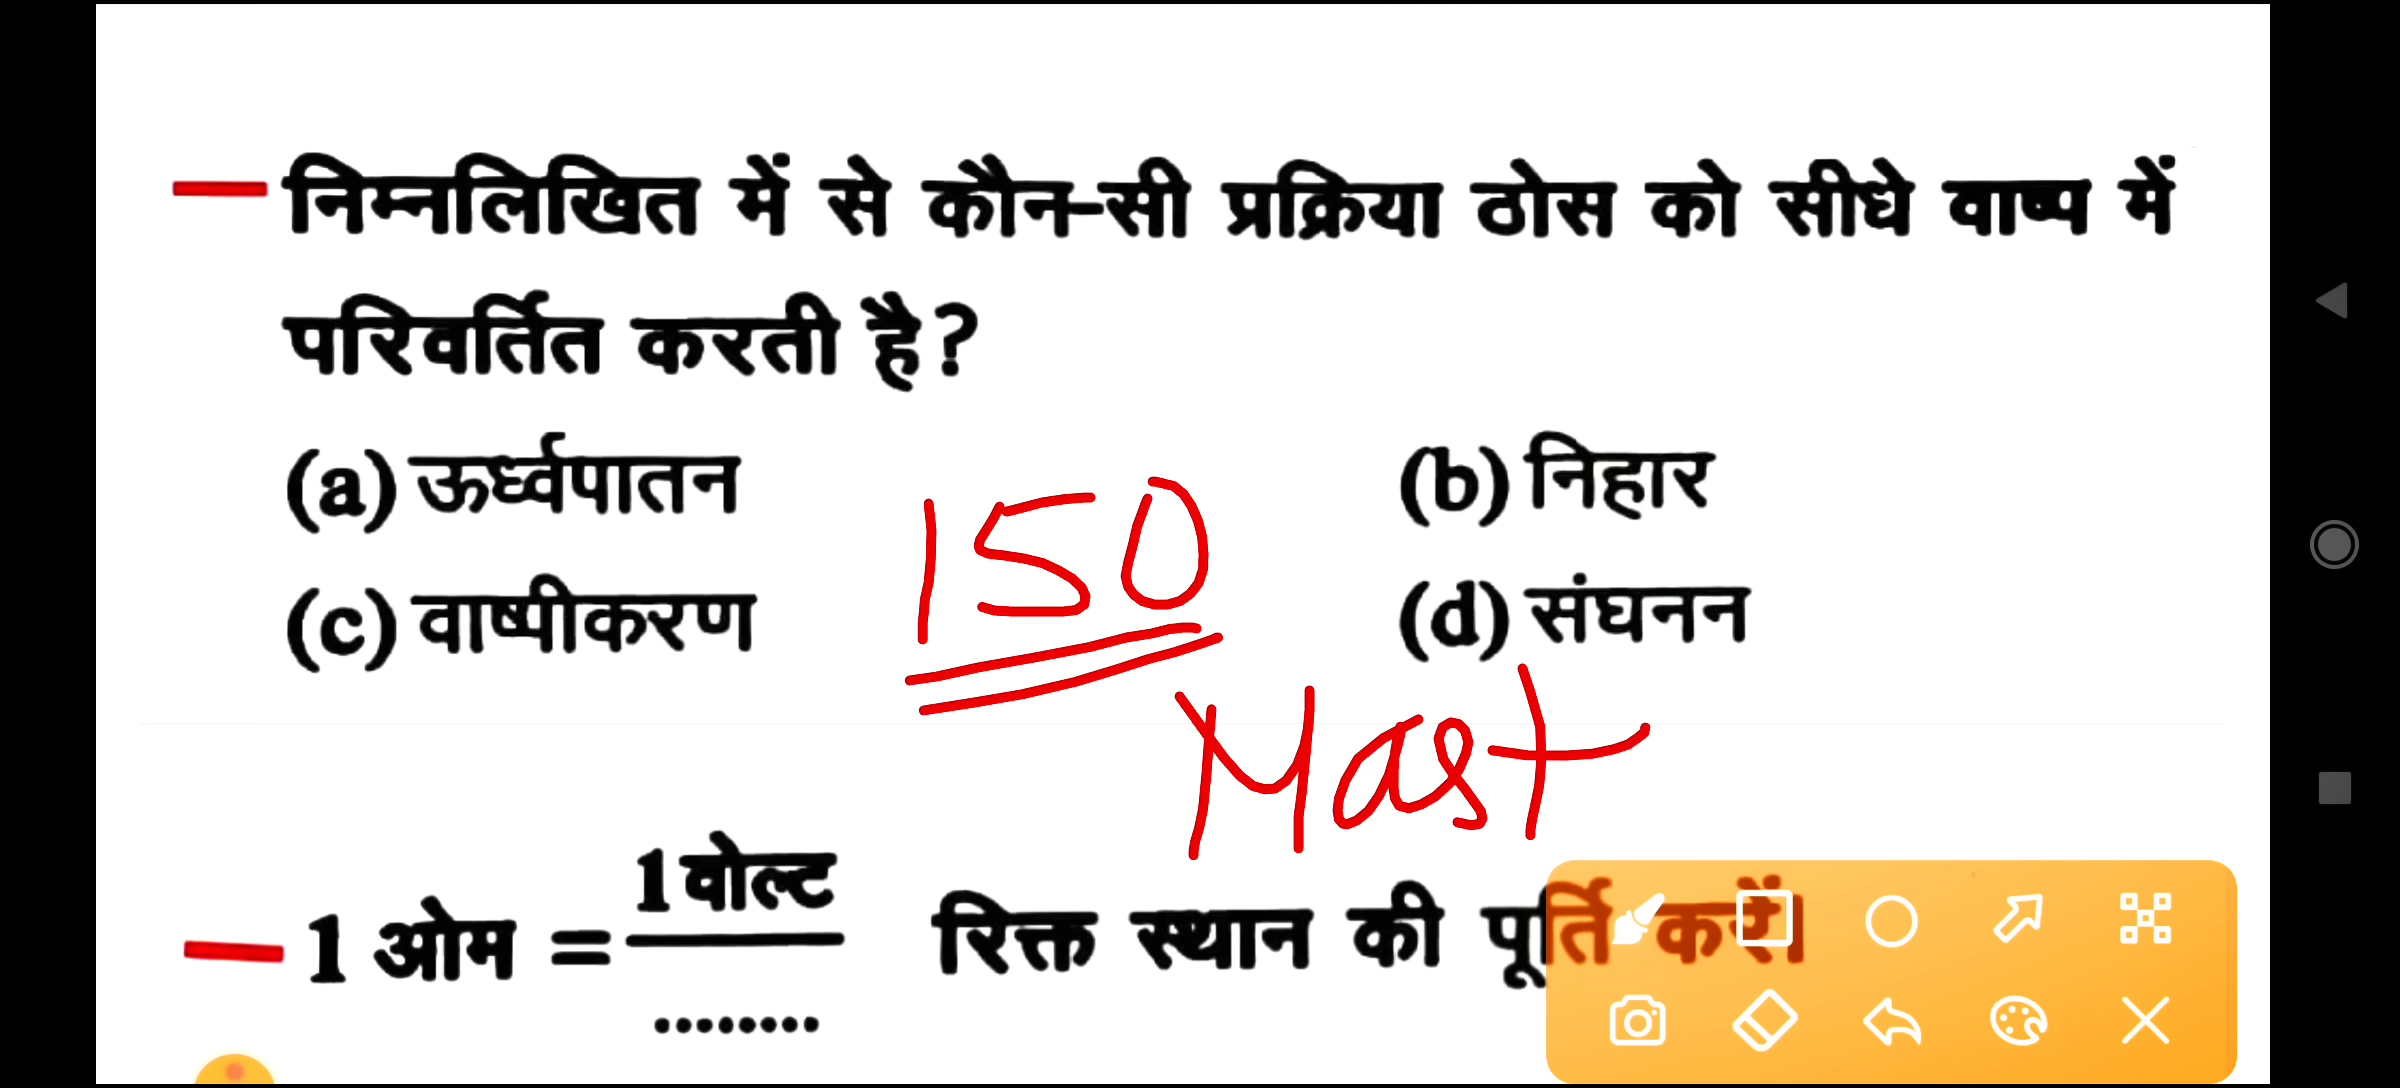 निम्नलिखित में से कौन-सी प्रक्रिया ठोस को सीधे वाष्प में
परिवर्तित करती है?
(a) ऊर्ध्वपातन (b) निहार
150
(c) वाष्पीकरण (d) संघनन
Mast
1 ओम = 1 वोल्ट / ........ रिक्त स्थान की पूर्ति करें